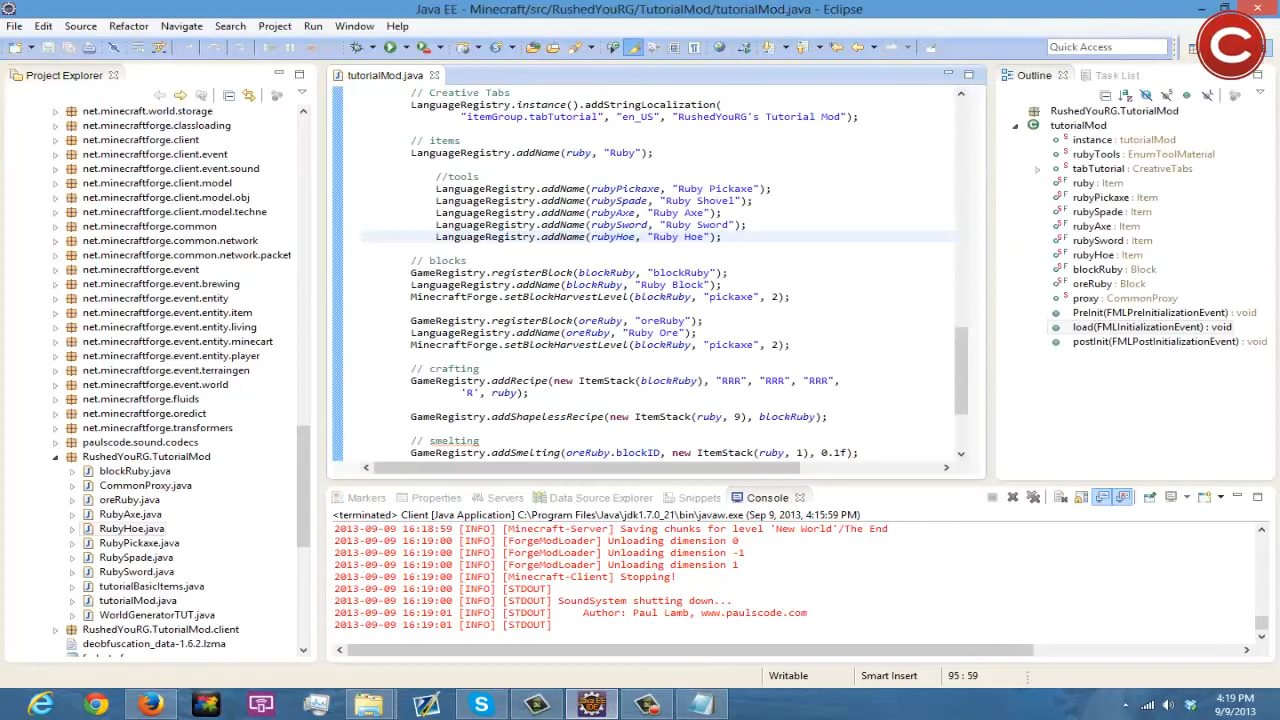 Java EE - Minecraft/src/RushedYouRG/TutorialMod/tutorialMod.java - Eclipse
File Edit Source Refactor Navigate Search Project Run Window Help
Quick Access
Project Explorer
net.minecraft.world.storage
net.minecraftforge.classloading
net.minecraftforge.client
net.minecraftforge.client.event
net.minecraftforge.client.event.sound
net.minecraftforge.client.model
net.minecraftforge.client.model.obj
net.minecraftforge.client.model.techne
net.minecraftforge.common
net.minecraftforge.common.network
net.minecraftforge.common.network.packet
net.minecraftforge.event
net.minecraftforge.event.brewing
net.minecraftforge.event.entity
net.minecraftforge.event.entity.item
net.minecraftforge.event.entity.living
net.minecraftforge.event.entity.minecart
net.minecraftforge.event.entity.player
net.minecraftforge.event.terraingen
net.minecraftforge.event.world
net.minecraftforge.fluids
net.minecraftforge.oredict
net.minecraftforge.transformers
paulscode.sound.codecs
RushedYouRG.TutorialMod
blockRuby.java
CommonProxy.java
oreRuby.java
RubyAxe.java
RubyHoe.java
RubyPickaxe.java
RubySpade.java
RubySword.java
tutorialBasicItems.java
tutorialMod.java
WorldGeneratorTUT.java
RushedYouRG.TutorialMod.client
deobfuscation_data-1.6.2.lzma
tutorialMod.java
// Creative Tabs
LanguageRegistry.instance().addStringLocalization(
"itemGroup.tabTutorial", "en_US", "RushedYouRG's Tutorial Mod");
// items
LanguageRegistry.addName(ruby, "Ruby");
//tools
LanguageRegistry.addName(rubyPickaxe, "Ruby Pickaxe");
LanguageRegistry.addName(rubySpade, "Ruby Shovel");
LanguageRegistry.addName(rubyAxe, "Ruby Axe");
LanguageRegistry.addName(rubySword, "Ruby Sword");
LanguageRegistry.addName(rubyHoe, "Ruby Hoe");
// blocks
GameRegistry.registerBlock(blockRuby, "blockRuby");
LanguageRegistry.addName(blockRuby, "Ruby Block");
MinecraftForge.setBlockHarvestLevel(blockRuby, "pickaxe", 2);
GameRegistry.registerBlock(oreRuby, "oreRuby");
LanguageRegistry.addName(oreRuby, "Ruby Ore");
MinecraftForge.setBlockHarvestLevel(blockRuby, "pickaxe", 2);
// crafting
GameRegistry.addRecipe(new ItemStack(blockRuby), "RRR", "RRR", "RRR",
'R', ruby);
GameRegistry.addShapelessRecipe(new ItemStack(ruby, 9), blockRuby);
// smelting
GameRegistry.addSmelting(oreRuby.blockID, new ItemStack(ruby, 1), 0.1f);
Outline Task List
RushedYouRG.TutorialMod
tutorialMod
instance : tutorialMod
rubyTools : EnumToolMaterial
tabTutorial : CreativeTabs
ruby : Item
rubyPickaxe : Item
rubySpade : Item
rubyAxe : Item
rubySword : Item
rubyHoe : Item
blockRuby : Block
oreRuby : Block
proxy : CommonProxy
PreInit(FMLPreInitializationEvent) : void
load(FMLInitializationEvent) : void
postInit(FMLPostInitializationEvent) : void
Markers Properties Servers Data Source Explorer Snippets Console
<terminated> Client [Java Application] C:\Program Files\Java\jdk1.7.0_21\bin\javaw.exe (Sep 9, 2013 4:15:59 PM)
2013-09-09 16:18:59 [INFO] [Minecraft-Server] Saving chunks for level 'New World'/The End
2013-09-09 16:19:00 [INFO] [ForgeModLoader] Unloading dimension 0
2013-09-09 16:19:00 [INFO] [ForgeModLoader] Unloading dimension -1
2013-09-09 16:19:00 [INFO] [ForgeModLoader] Unloading dimension 1
2013-09-09 16:19:00 [INFO] [Minecraft-Client] Stopping!
2013-09-09 16:19:00 [INFO] [STDOUT]
2013-09-09 16:19:00 [INFO] [STDOUT] SoundSystem shutting down...
2013-09-09 16:19:01 [INFO] [STDOUT] Author: Paul Lamb, www.paulscode.com
2013-09-09 16:19:01 [INFO] [STDOUT]
Writable Smart Insert 95 : 59
4:19 PM
9/9/2013